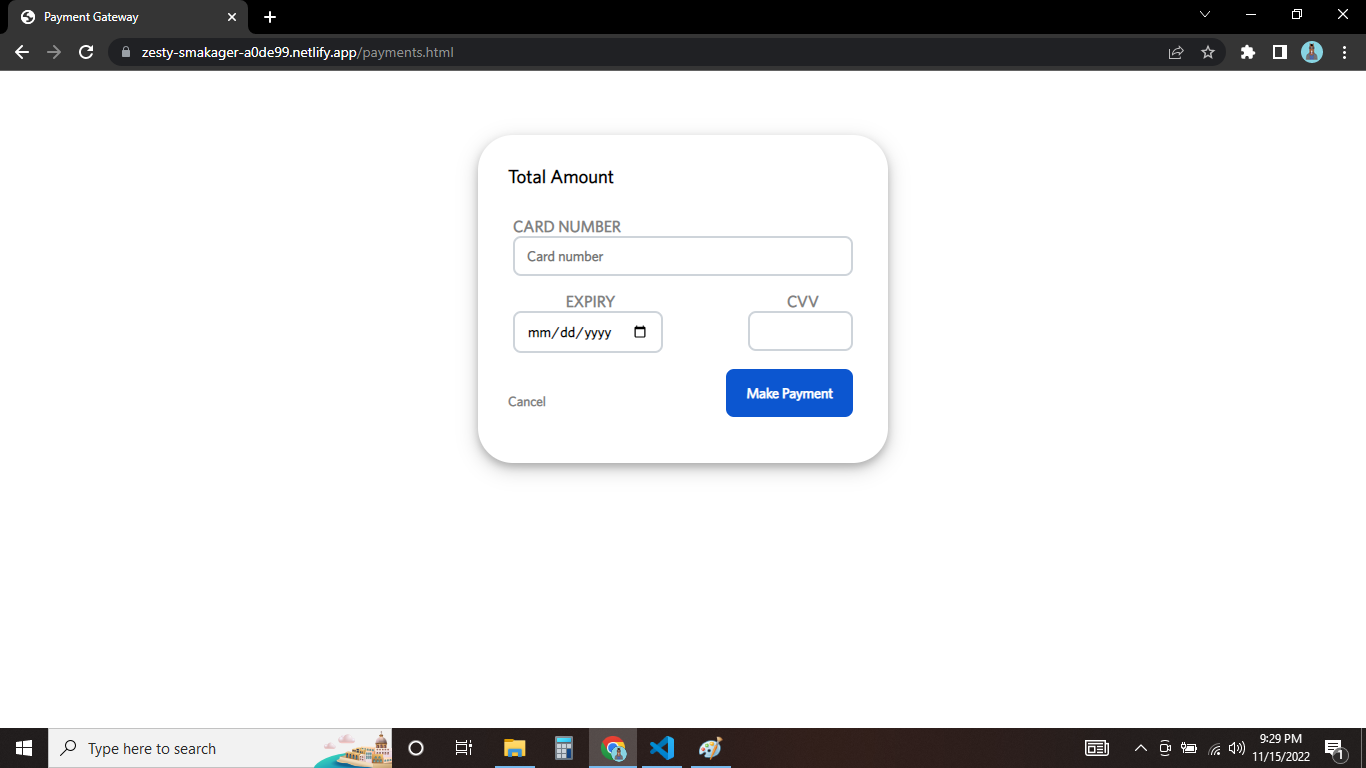 Payment Gateway
zesty-smakager-a0de99.netlify.app/payments.html
Total Amount
CARD NUMBER
Card number
EXPIRY CVV
mm/dd/yyyy
Cancel Make Payment
Type here to search
9:29 PM
11/15/2022
1